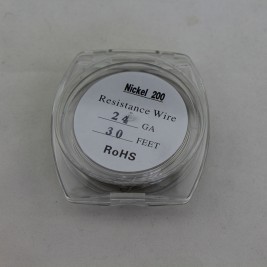 Nickel 200
Resistance Wire
24 GA
30 FEET
RoHS